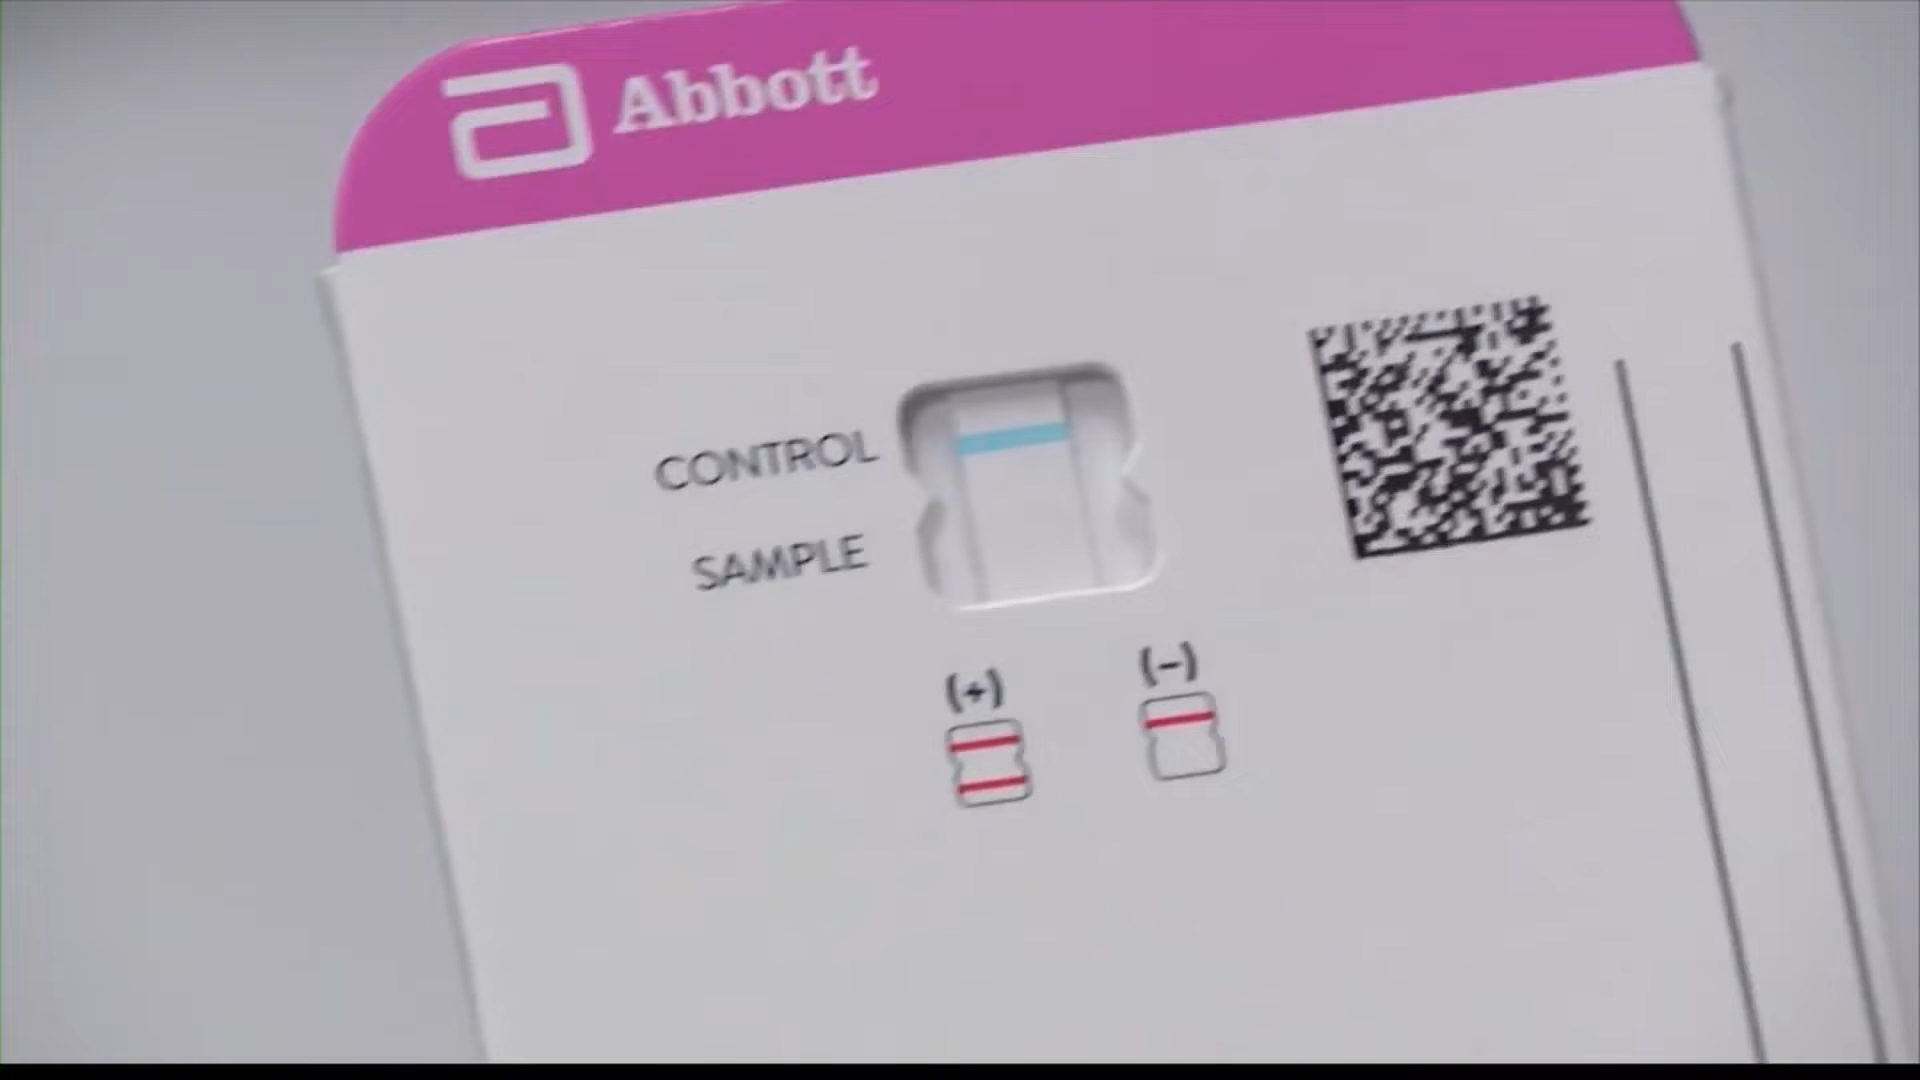 Abbott
CONTROL
SAMPLE
(+) (−)